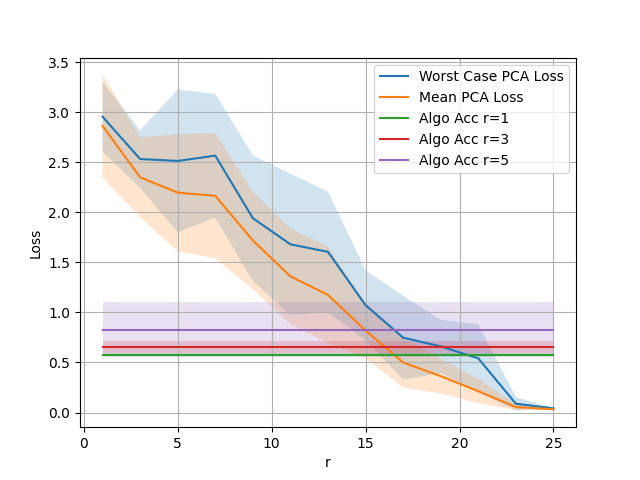 3.5
3.0
2.5
2.0
1.5
1.0
0.5
0.0
Loss
Worst Case PCA Loss
Mean PCA Loss
Algo Acc r=1
Algo Acc r=3
Algo Acc r=5
0 5 10 15 20 25
r